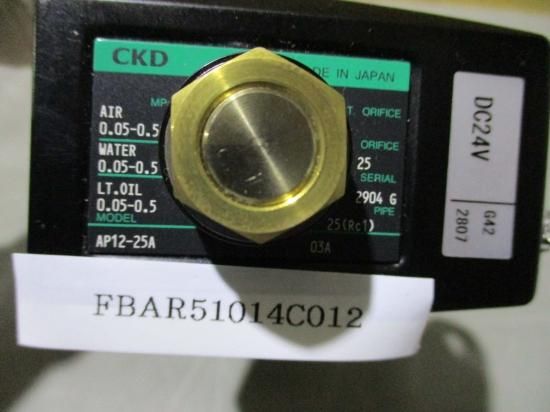 CKD
DE IN JAPAN
MP
T. ORIFICE
AIR
0.05-0.5
WATER
ORIFICE
0.05-0.5
25
SERIAL
LT.OIL
2904 G
0.05-0.5
PIPE
MODEL
25(Rc1)
AP12-25A
03A
DC24V
G42
2807
FBAR51014C012